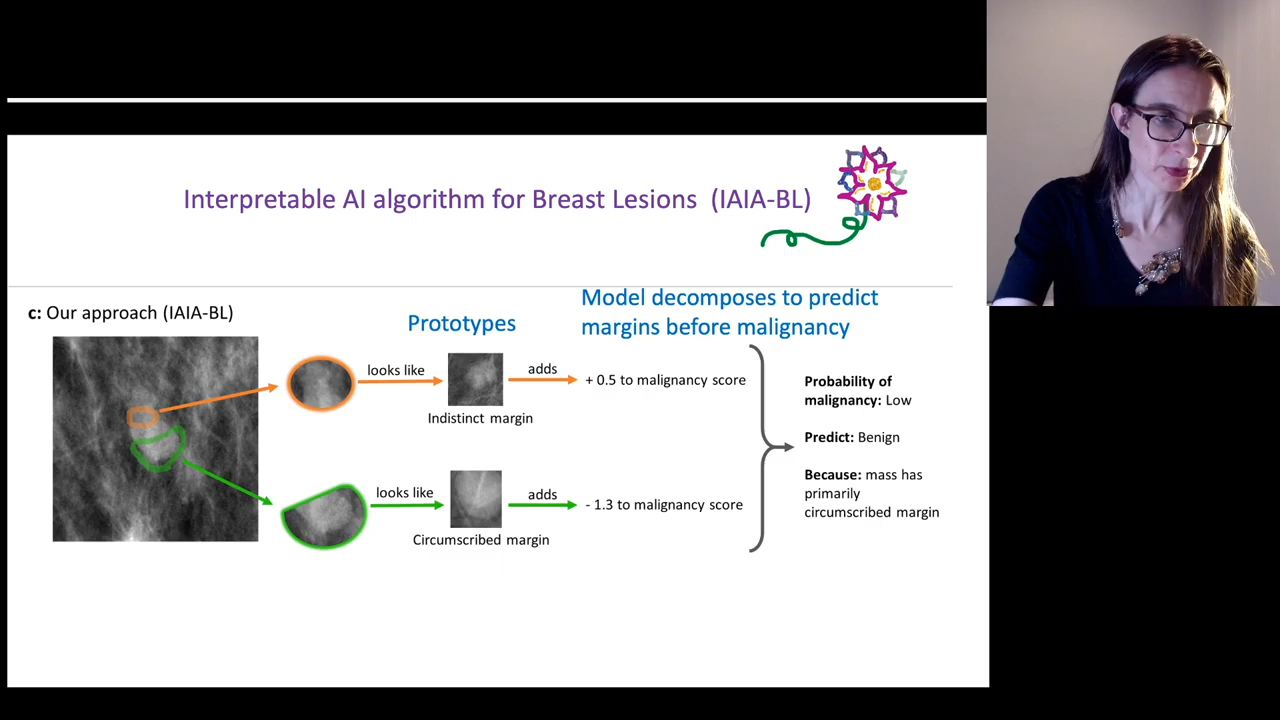 Interpretable AI algorithm for Breast Lesions (IAIA-BL)
c: Our approach (IAIA-BL)
Prototypes
Model decomposes to predict
margins before malignancy
looks like
adds
+ 0.5 to malignancy score
Indistinct margin
looks like
adds
- 1.3 to malignancy score
Circumscribed margin
Probability of
malignancy: Low
Predict: Benign
Because: mass has
primarily
circumscribed margin